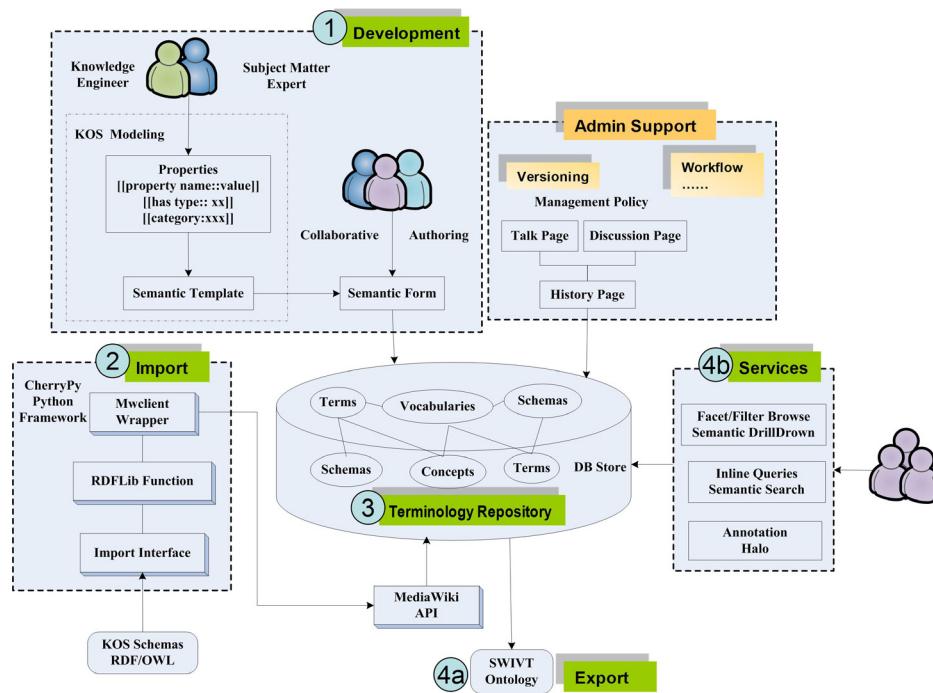 1 Development
Knowledge
Engineer
Subject Matter
Expert
KOS Modeling
Properties
[[property name::value]]
[[has type:: xx]]
[[category:xxx]]
Collaborative Authoring
Semantic Template
Semantic Form
Admin Support
Versioning
Workflow
......
Management Policy
Talk Page
Discussion Page
History Page
2 Import
CherryPy
Python
Framework
Mwclient
Wrapper
RDFLib Function
Import Interface
KOS Schemas
RDF/OWL
Terms
Vocabularies
Schemas
Schemas
Concepts
Terms
DB Store
3 Terminology Repository
MediaWiki
API
4a
SWIVT
Ontology
Export
4b Services
Facet/Filter Browse
Semantic DrillDrown
Inline Queries
Semantic Search
Annotation
Halo